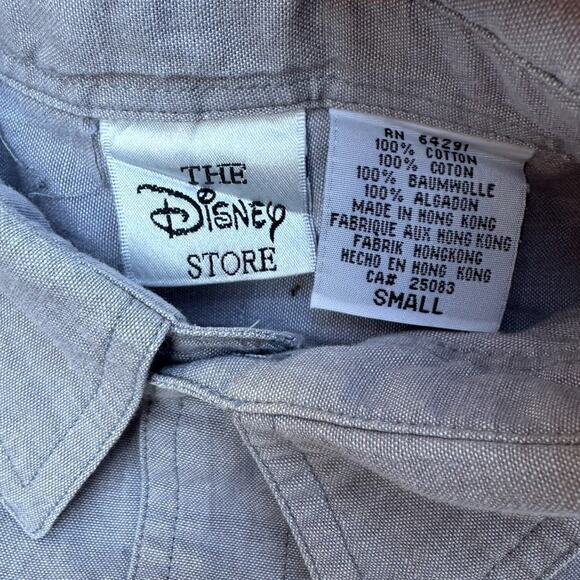 THE
Disney
STORE
RN 64291
100% COTTON
100% COTON
100% BAUMWOLLE
100% ALGADON
MADE IN HONG KONG
FABRIQUE AUX HONG KONG
FABRIK HONGKONG
HECHO EN HONG KONG
CA# 25083
SMALL